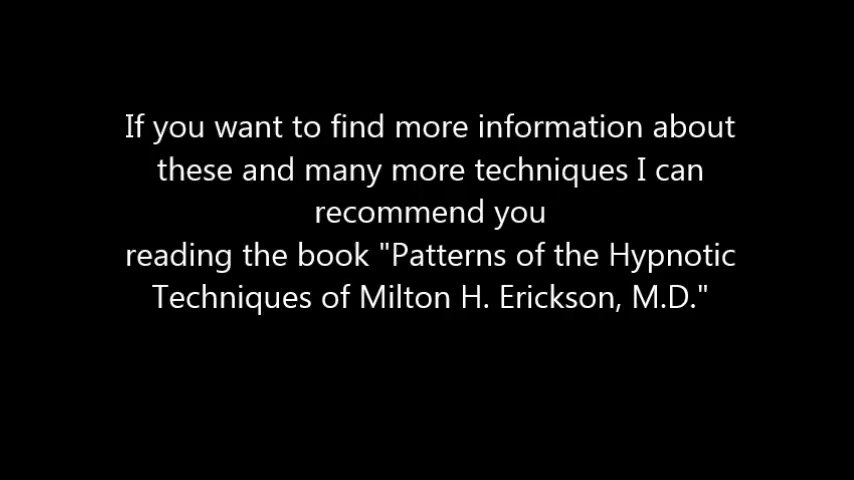 If you want to find more information about
these and many more techniques I can
recommend you
reading the book "Patterns of the Hypnotic
Techniques of Milton H. Erickson, M.D."